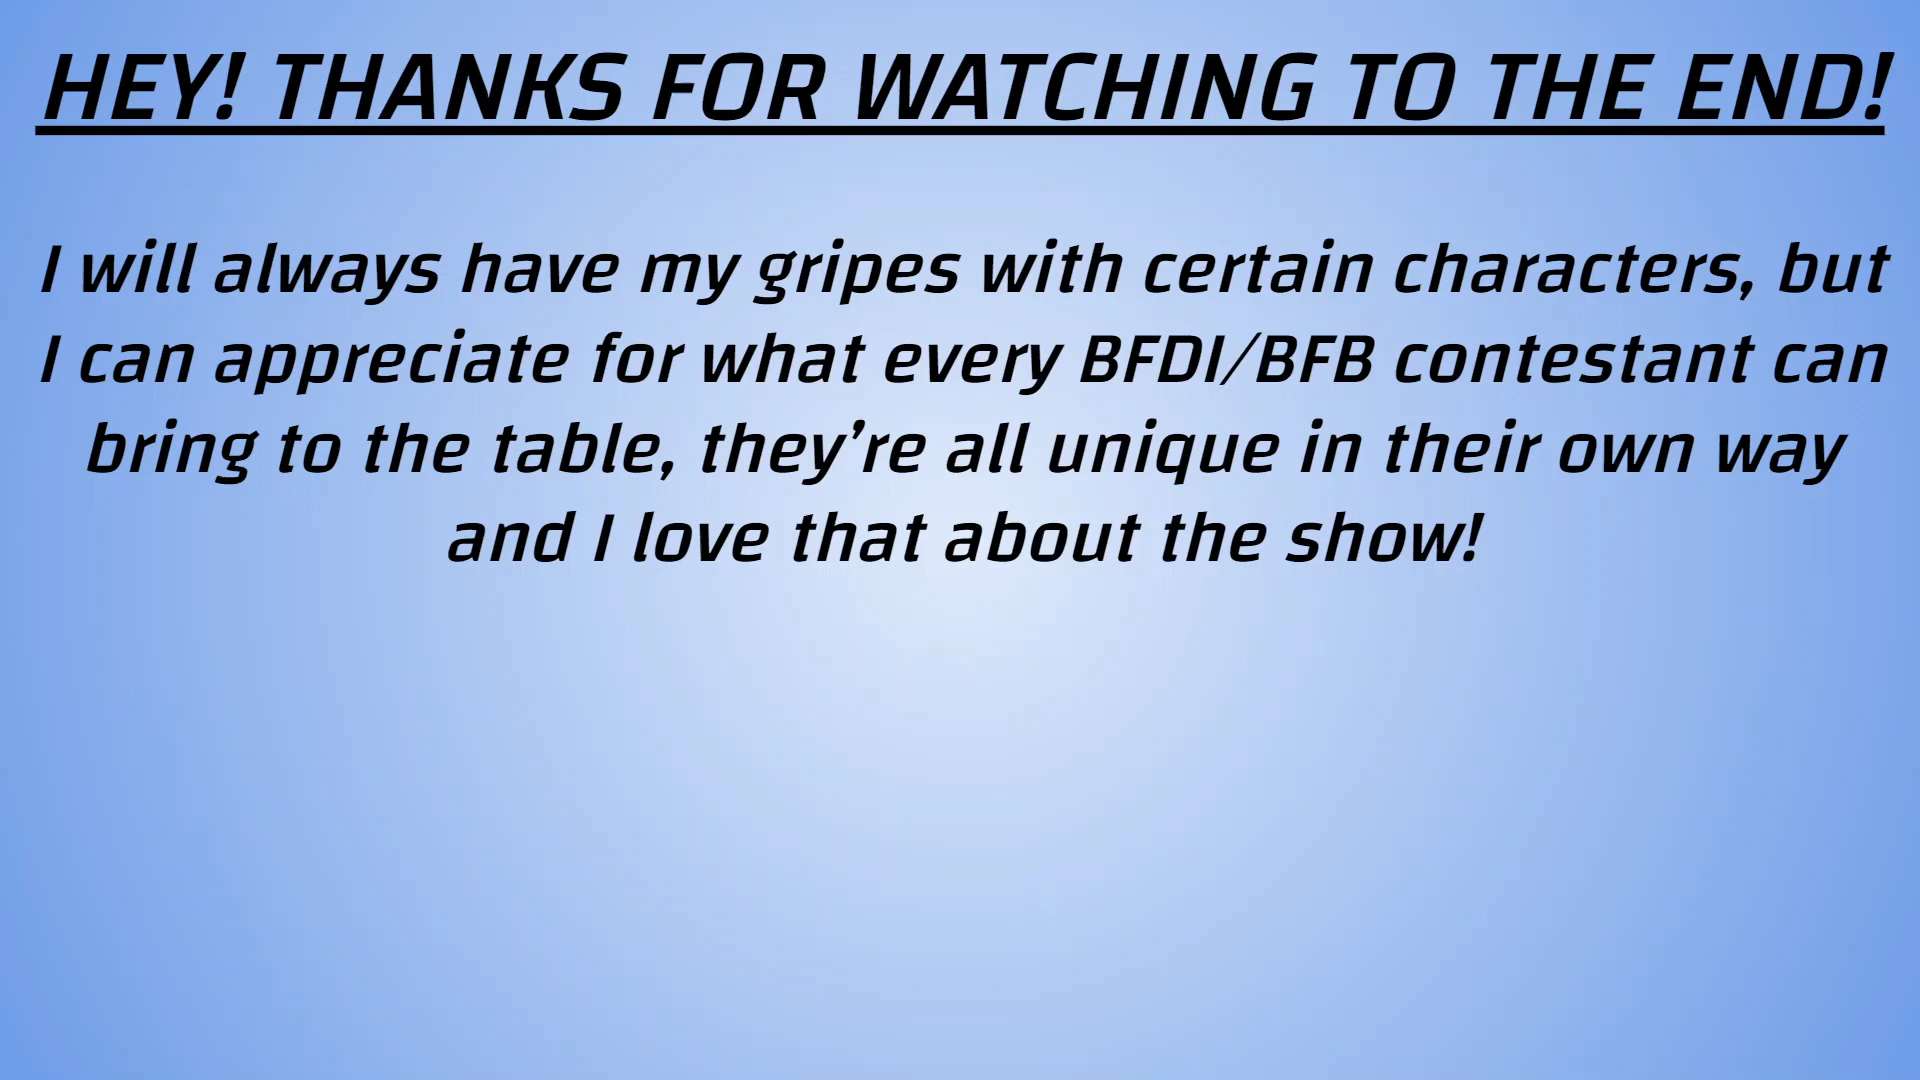 HEY! THANKS FOR WATCHING TO THE END!
I will always have my gripes with certain characters, but
I can appreciate for what every BFDI/BFB contestant can
bring to the table, they’re all unique in their own way
and I love that about the show!